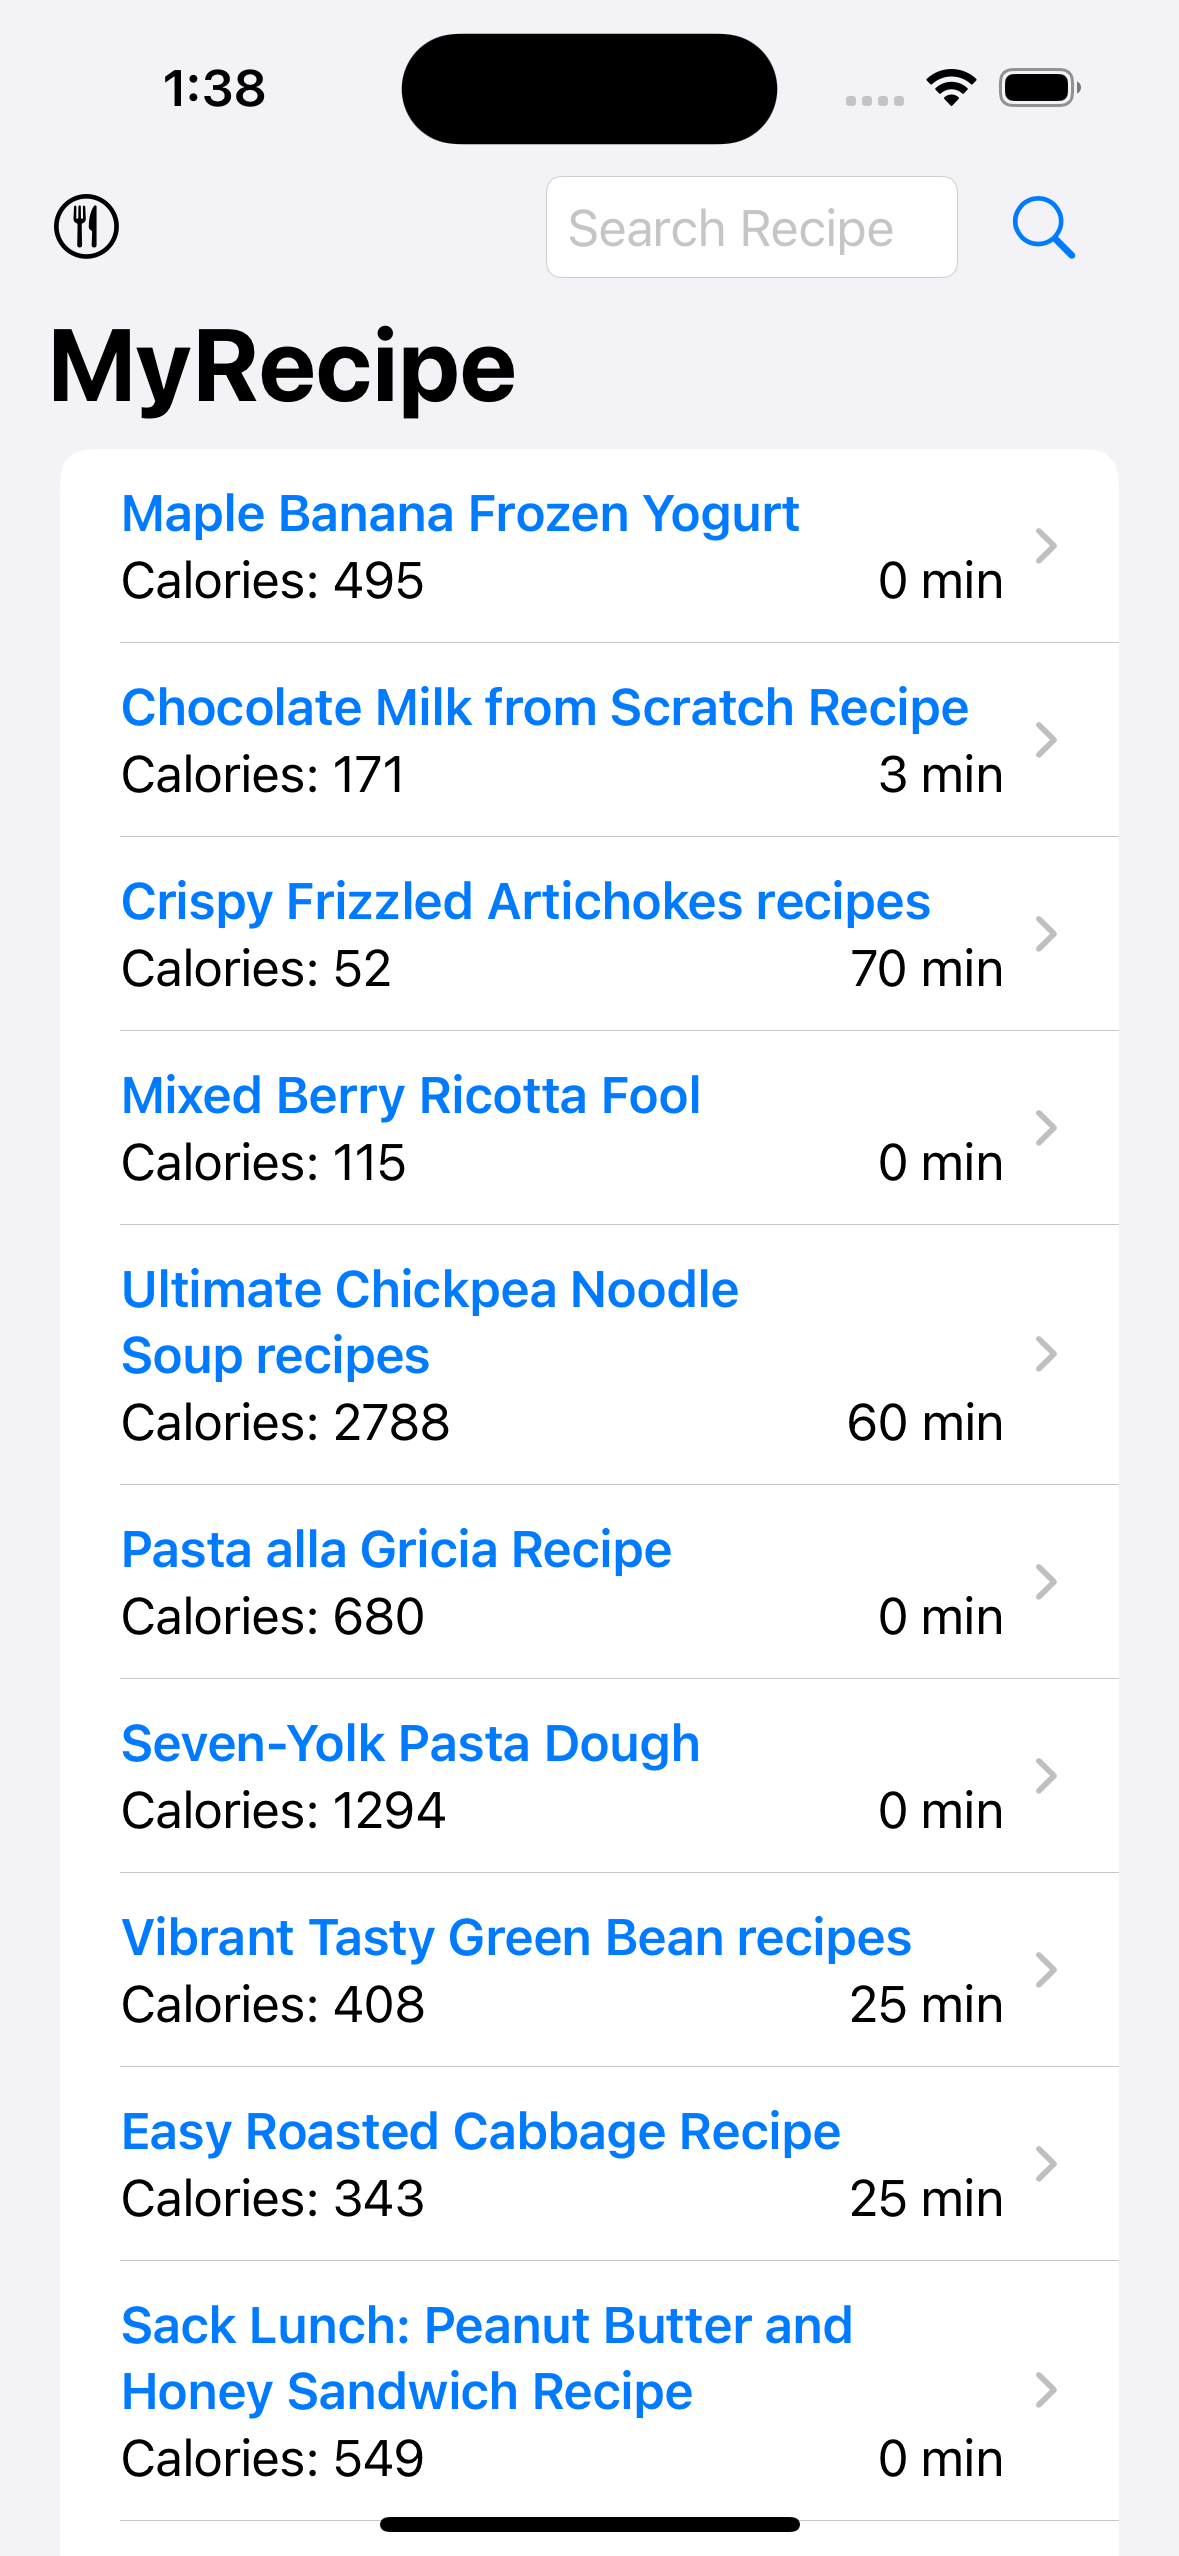 1:38
Search Recipe
MyRecipe
Maple Banana Frozen Yogurt
Calories: 495 0 min
Chocolate Milk from Scratch Recipe
Calories: 171 3 min
Crispy Frizzled Artichokes recipes
Calories: 52 70 min
Mixed Berry Ricotta Fool
Calories: 115 0 min
Ultimate Chickpea Noodle
Soup recipes
Calories: 2788 60 min
Pasta alla Gricia Recipe
Calories: 680 0 min
Seven-Yolk Pasta Dough
Calories: 1294 0 min
Vibrant Tasty Green Bean recipes
Calories: 408 25 min
Easy Roasted Cabbage Recipe
Calories: 343 25 min
Sack Lunch: Peanut Butter and
Honey Sandwich Recipe
Calories: 549 0 min